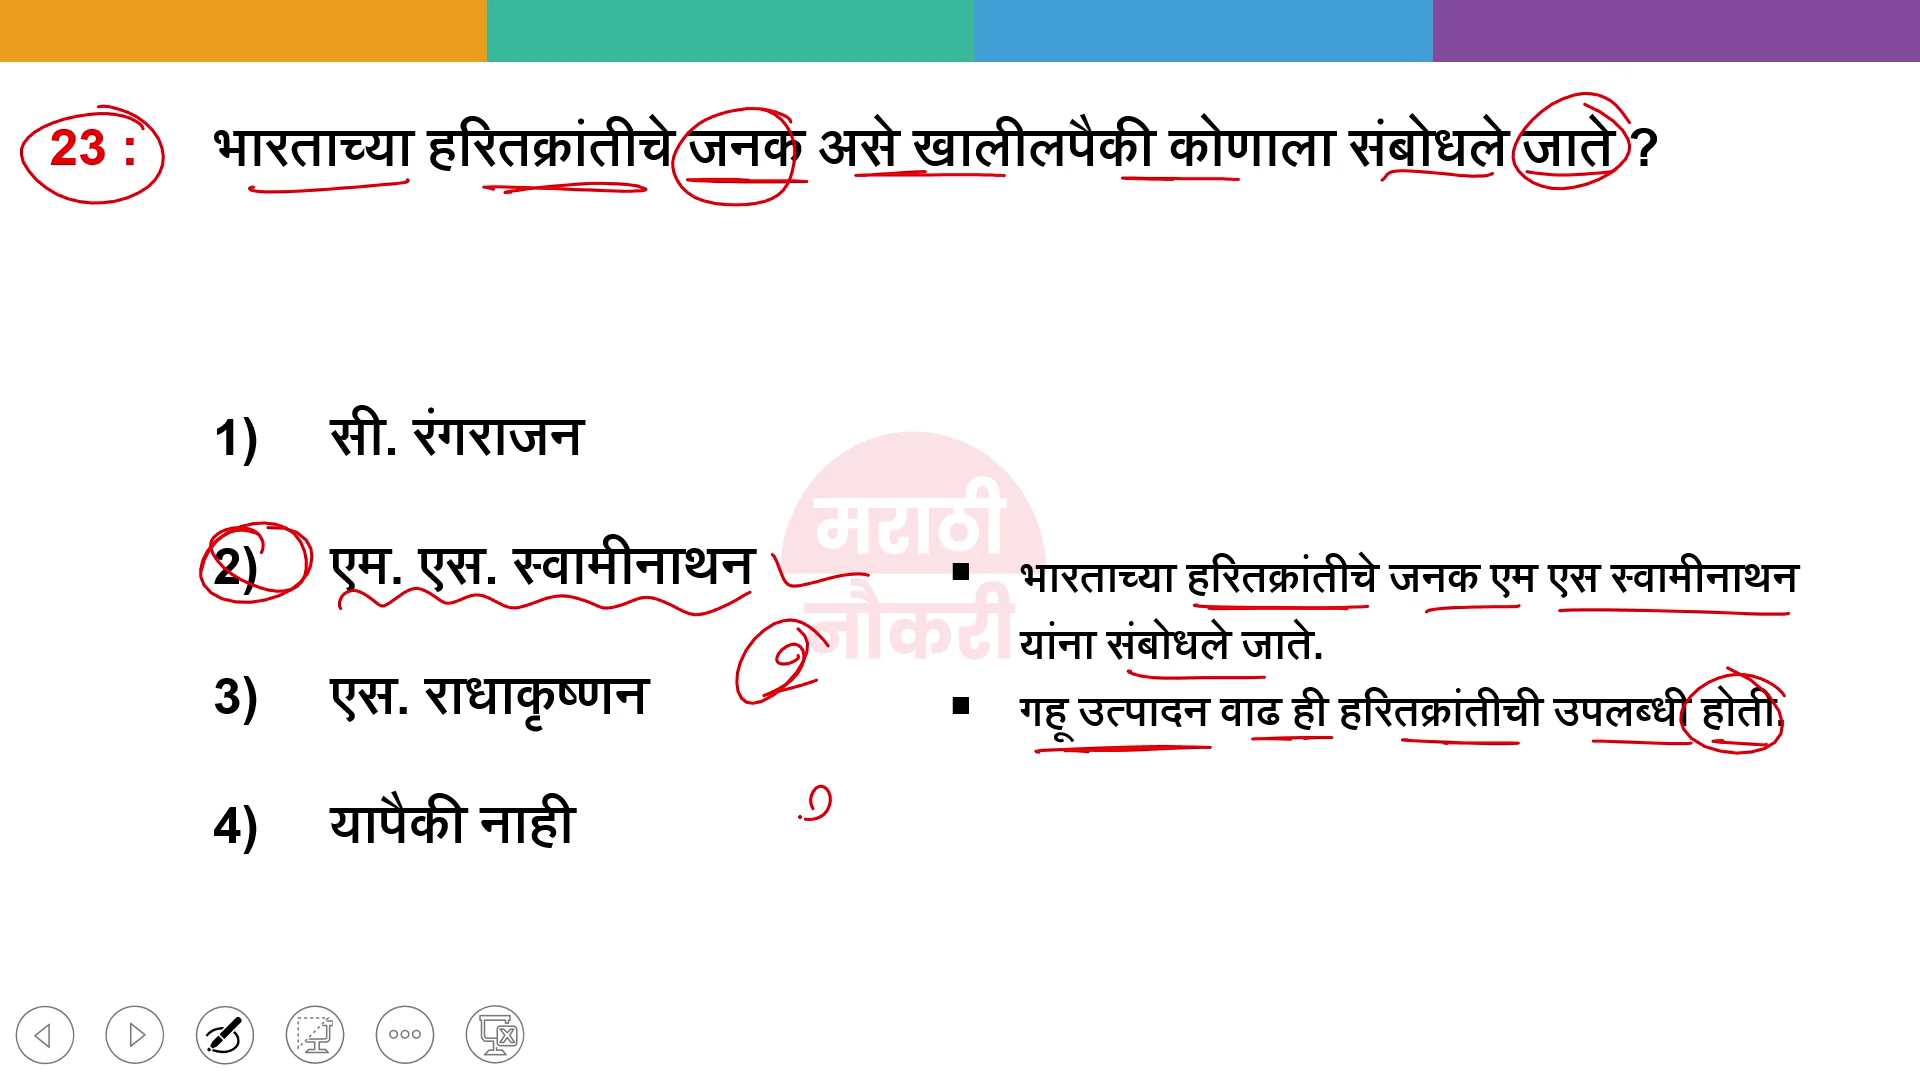 23 : भारताच्या हरितक्रांतीचे जनक असे खालीलपैकी कोणाला संबोधले जाते ?
1) सी. रंगराजन
2) एम. एस. स्वामीनाथन
3) एस. राधाकृष्णन
4) यापैकी नाही
मराठी
नौकरी
▪ भारताच्या हरितक्रांतीचे जनक एम एस स्वामीनाथन
यांना संबोधले जाते.
▪ गहू उत्पादन वाढ ही हरितक्रांतीची उपलब्धी होती.
2